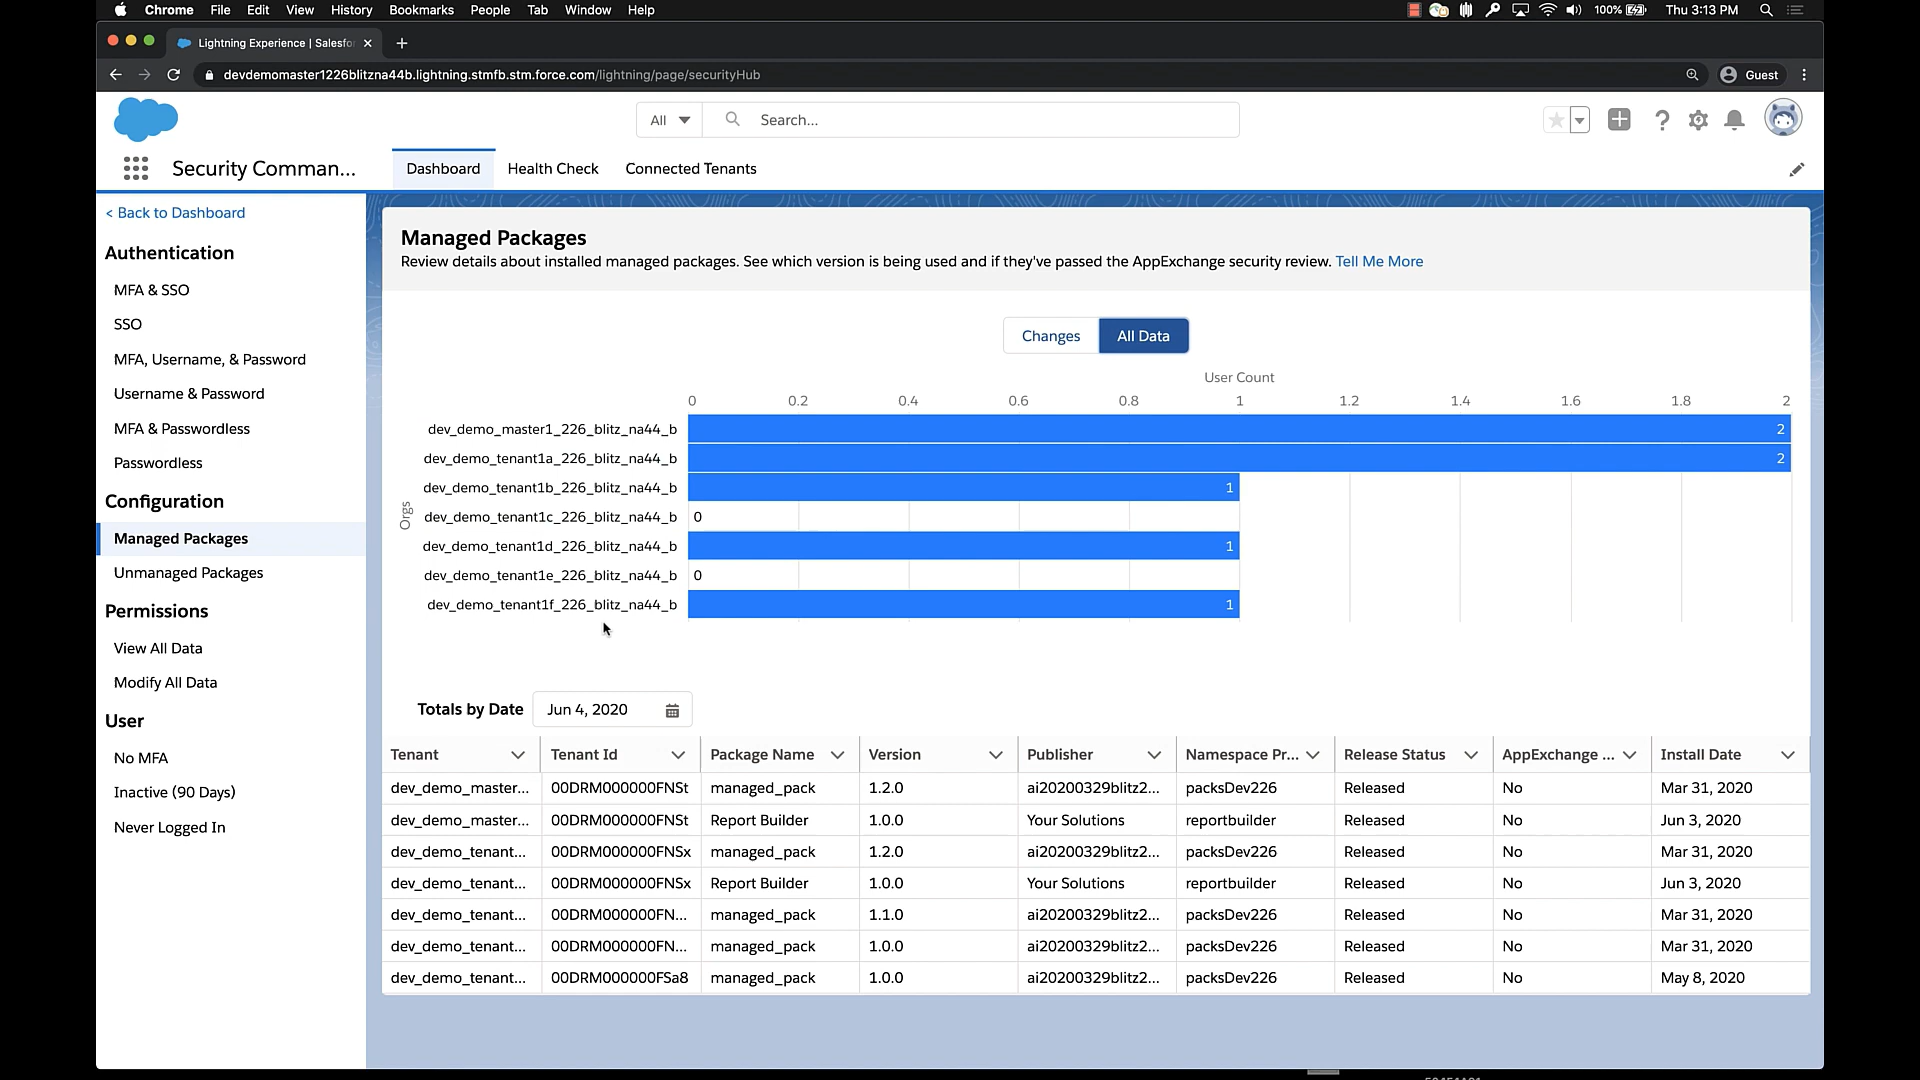 Chrome File Edit View History Bookmarks People Tab Window Help 100% Thu 3:13 PM
Lightning Experience | Salesfo
devdemomaster1226blitzna44b.lightning.stmfb.stm.force.com/lightning/page/securityHub Guest
All Search...
Security Comman... Dashboard Health Check Connected Tenants
< Back to Dashboard
Authentication
MFA & SSO
SSO
MFA, Username, & Password
Username & Password
MFA & Passwordless
Passwordless
Configuration
Managed Packages
Unmanaged Packages
Permissions
View All Data
Modify All Data
User
No MFA
Inactive (90 Days)
Never Logged In
Managed Packages
Review details about installed managed packages. See which version is being used and if they've passed the AppExchange security review. Tell Me More
Changes All Data
User Count
0 0.2 0.4 0.6 0.8 1 1.2 1.4 1.6 1.8 2
Orgs
dev_demo_master1_226_blitz_na44_b 2
dev_demo_tenant1a_226_blitz_na44_b 2
dev_demo_tenant1b_226_blitz_na44_b 1
dev_demo_tenant1c_226_blitz_na44_b 0
dev_demo_tenant1d_226_blitz_na44_b 1
dev_demo_tenant1e_226_blitz_na44_b 0
dev_demo_tenant1f_226_blitz_na44_b 1
Totals by Date Jun 4, 2020
Tenant Tenant Id Package Name Version Publisher Namespace Pr... Release Status AppExchange ... Install Date
dev_demo_master... 00DRM000000FNSt managed_pack 1.2.0 ai20200329blitz2... packsDev226 Released No Mar 31, 2020
dev_demo_master... 00DRM000000FNSt Report Builder 1.0.0 Your Solutions reportbuilder Released No Jun 3, 2020
dev_demo_tenant... 00DRM000000FNSx managed_pack 1.2.0 ai20200329blitz2... packsDev226 Released No Mar 31, 2020
dev_demo_tenant... 00DRM000000FNSx Report Builder 1.0.0 Your Solutions reportbuilder Released No Jun 3, 2020
dev_demo_tenant... 00DRM000000FN... managed_pack 1.1.0 ai20200329blitz2... packsDev226 Released No Mar 31, 2020
dev_demo_tenant... 00DRM000000FN... managed_pack 1.0.0 ai20200329blitz2... packsDev226 Released No Mar 31, 2020
dev_demo_tenant... 00DRM000000FSa8 managed_pack 1.0.0 ai20200329blitz2... packsDev226 Released No May 8, 2020